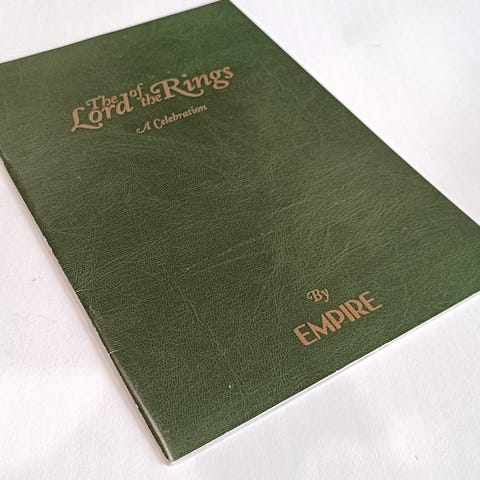 The Lord of the Rings
A Celebration
By
EMPIRE